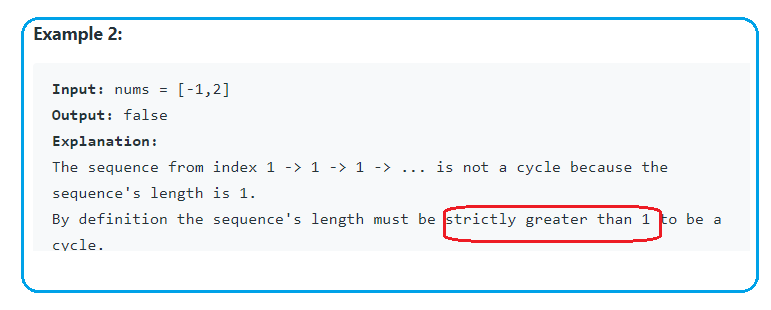 Example 2:
Input: nums = [-1,2]
Output: false
Explanation:
The sequence from index 1 -> 1 -> 1 -> ... is not a cycle because the
sequence's length is 1.
By definition the sequence's length must be strictly greater than 1 to be a
cycle.